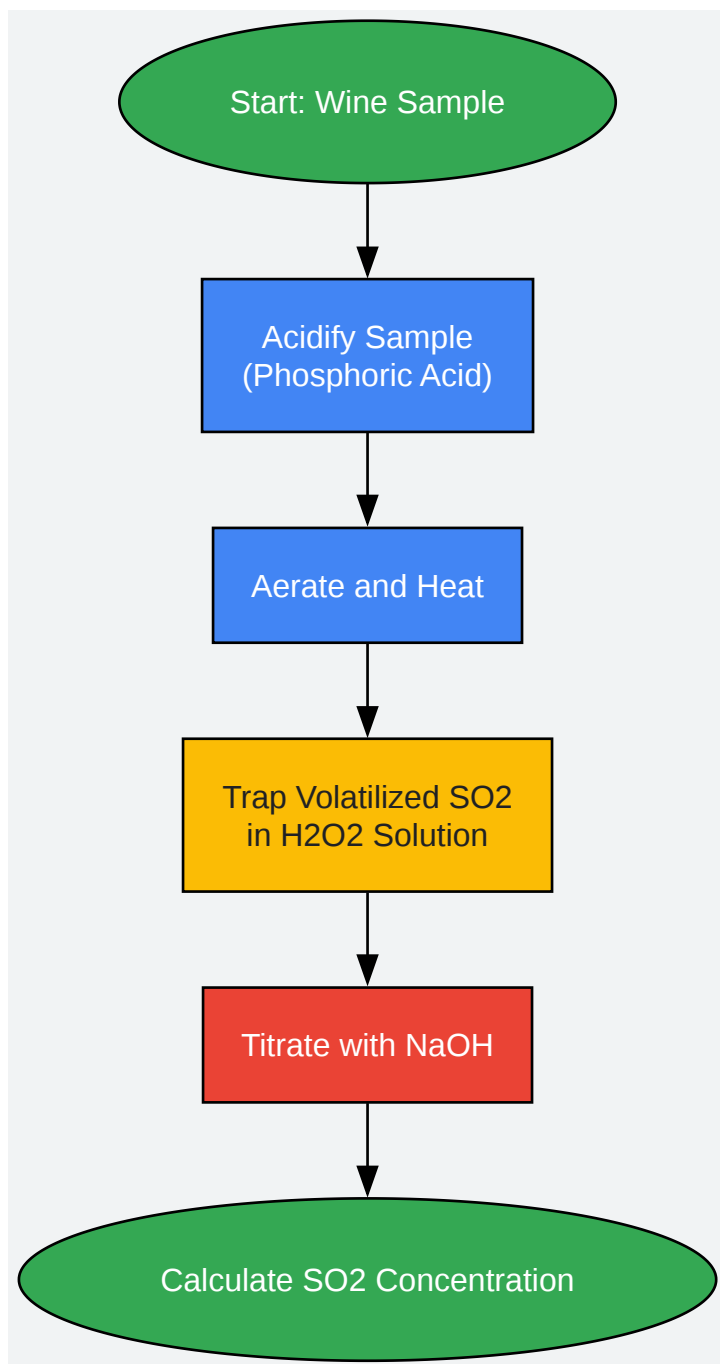 Start: Wine Sample
Acidify Sample
(Phosphoric Acid)
Aerate and Heat
Trap Volatilized SO2
in H2O2 Solution
Titrate with NaOH
Calculate SO2 Concentration